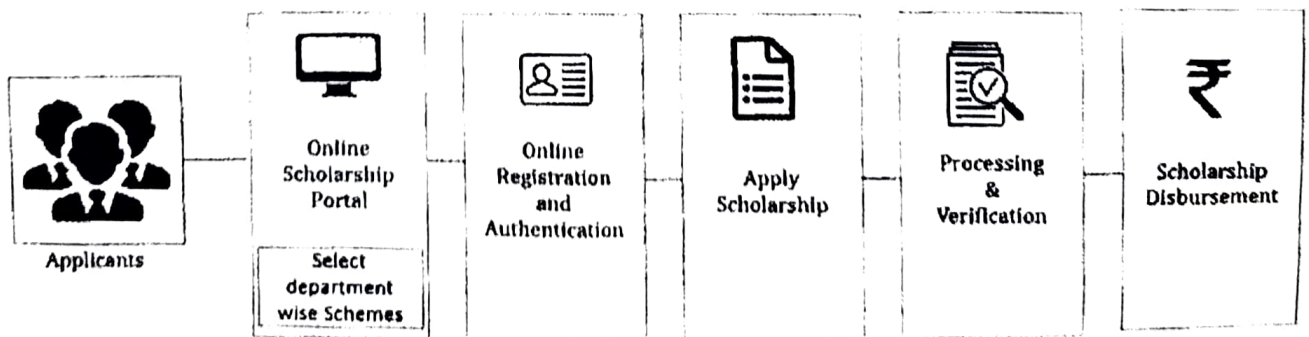 Applicants
Online
Scholarship
Portal
Select
department
wise Schemes
Online
Registration
and
Authentication
Apply
Scholarship
Processing
&
Verification
₹
Scholarship
Disbursement